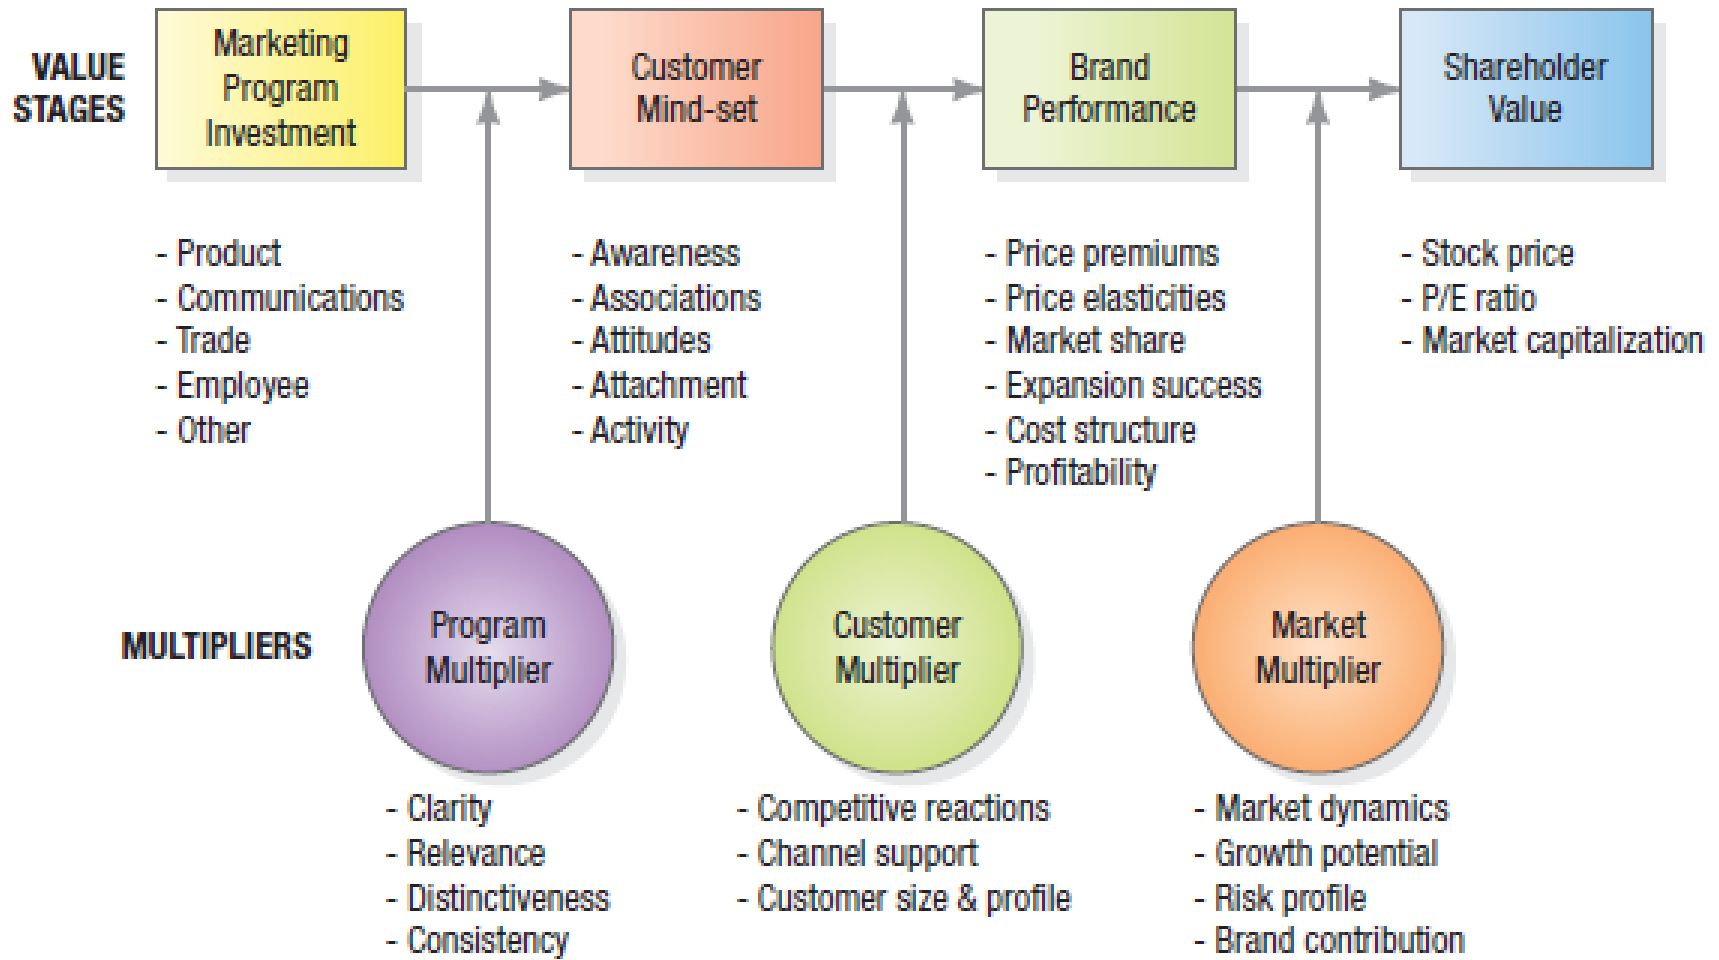 VALUE STAGES
Marketing
Program
Investment
Customer
Mind-set
Brand
Performance
Shareholder
Value
- Product
- Communications
- Trade
- Employee
- Other
- Awareness
- Associations
- Attitudes
- Attachment
- Activity
- Price premiums
- Price elasticities
- Market share
- Expansion success
- Cost structure
- Profitability
- Stock price
- P/E ratio
- Market capitalization
MULTIPLIERS
Program
Multiplier
Customer
Multiplier
Market
Multiplier
- Clarity
- Relevance
- Distinctiveness
- Consistency
- Competitive reactions
- Channel support
- Customer size & profile
- Market dynamics
- Growth potential
- Risk profile
- Brand contribution